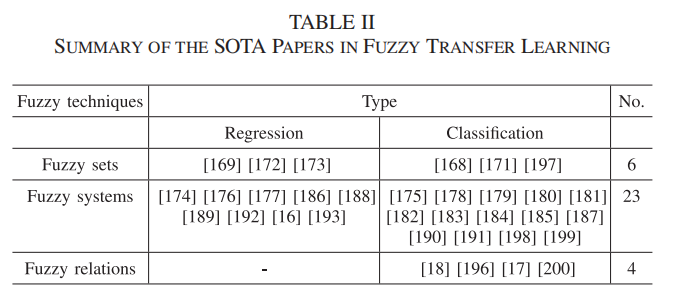 TABLE II
SUMMARY OF THE SOTA PAPERS IN FUZZY TRANSFER LEARNING
Fuzzy techniques Type No.
Regression Classification
Fuzzy sets [169] [172] [173] [168] [171] [197] 6
Fuzzy systems [174] [176] [177] [186] [188] [175] [178] [179] [180] [181] 23
[189] [192] [16] [193] [182] [183] [184] [185] [187]
[190] [191] [198] [199]
Fuzzy relations - [18] [196] [17] [200] 4